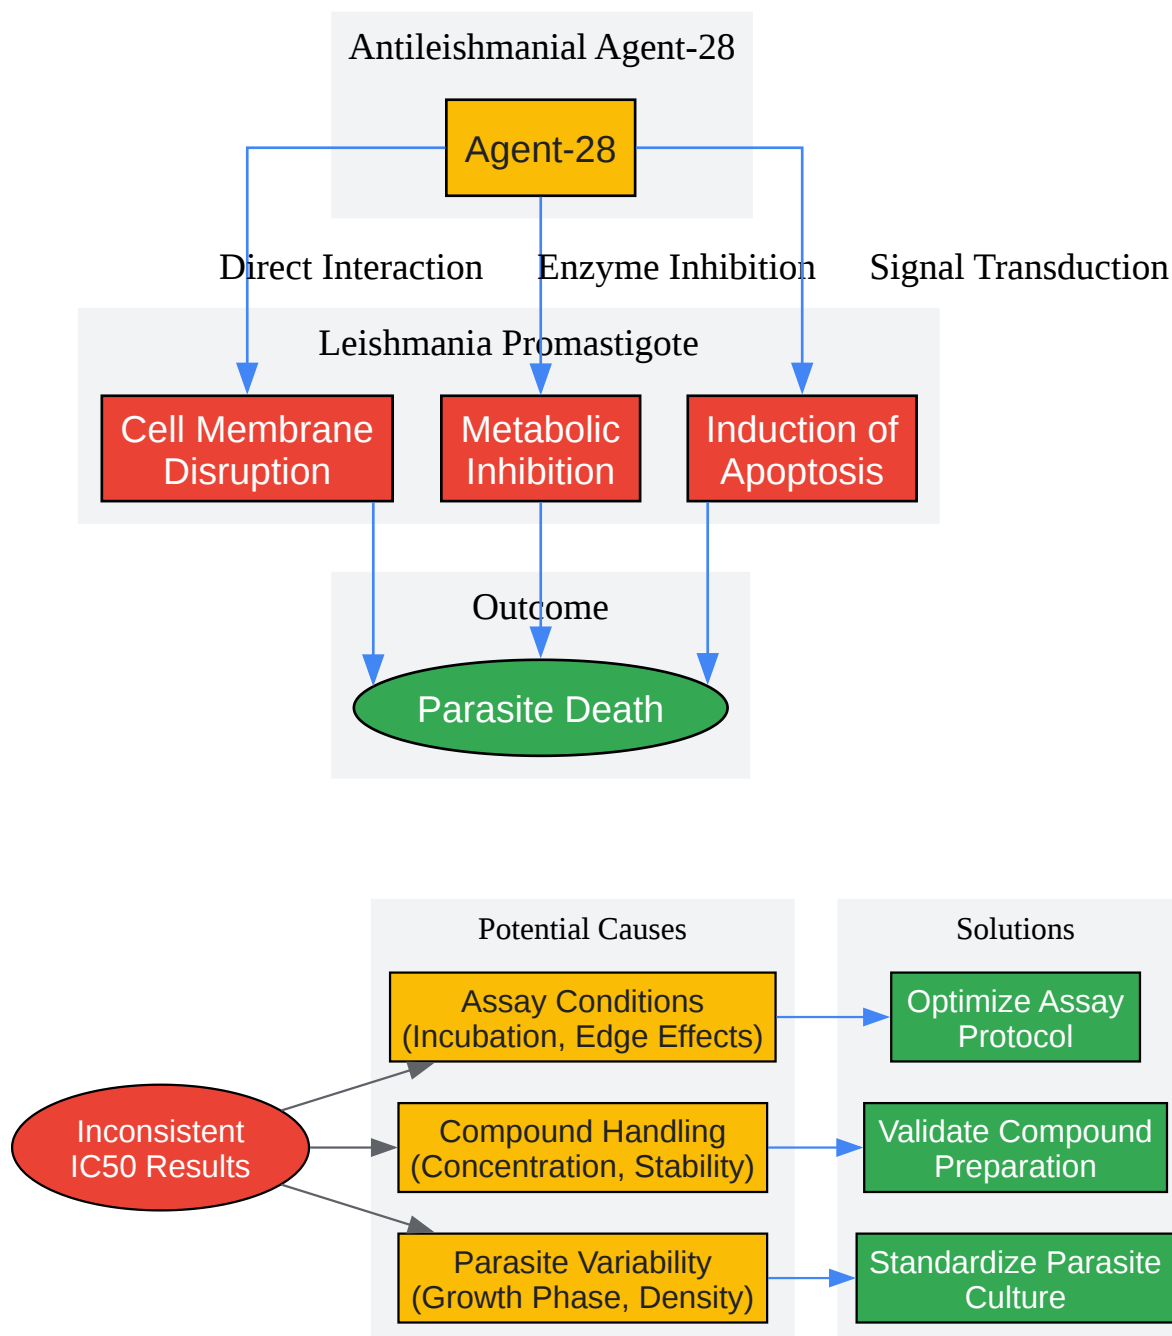 Antileishmanial Agent-28
Agent-28
Direct Interaction
Enzyme Inhibition
Signal Transduction
Leishmania Promastigote
Cell Membrane
Disruption
Metabolic
Inhibition
Induction of
Apoptosis
Outcome
Parasite Death
Potential Causes
Solutions
Assay Conditions
(Incubation, Edge Effects)
Optimize Assay
Protocol
Inconsistent
IC50 Results
Compound Handling
(Concentration, Stability)
Validate Compound
Preparation
Parasite Variability
(Growth Phase, Density)
Standardize Parasite
Culture